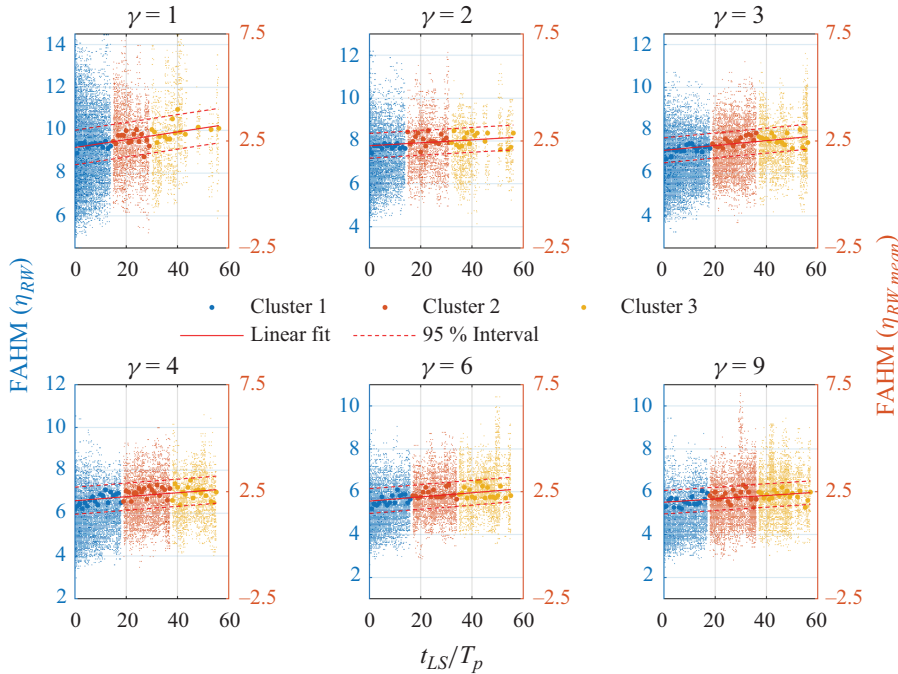 γ = 1 γ = 2 γ = 3
14 7.5 12 7.5 12 7.5
12 10 10
10 2.5 8 2.5 8 2.5
8 6 6
6 4 4
−2.5 −2.5 −2.5
0 20 40 60 0 20 40 60 0 20 40 60
FAHM (η_RW)
FAHM (η_RW mean)
Cluster 1 Cluster 2 Cluster 3
Linear fit 95 % Interval
γ = 4 γ = 6 γ = 9
12 7.5 10 7.5 10 7.5
10 8 8
8 6 2.5 6 2.5
6 2.5 4 4
4 2 2
2 −2.5 −2.5 −2.5
0 20 40 60 0 20 40 60 0 20 40 60
t_LS/T_p